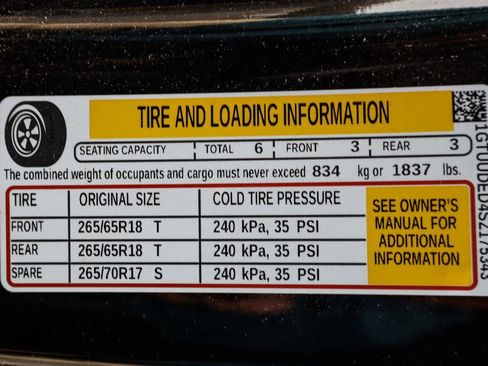 TIRE AND LOADING INFORMATION
SEATING CAPACITY TOTAL 6 FRONT 3 REAR 3
The combined weight of occupants and cargo must never exceed 834 kg or 1837 lbs.
TIRE ORIGINAL SIZE COLD TIRE PRESSURE
FRONT 265/65R18 T 240 kPa, 35 PSI
REAR 265/65R18 T 240 kPa, 35 PSI
SPARE 265/70R17 S 240 kPa, 35 PSI
SEE OWNER'S
MANUAL FOR
ADDITIONAL
INFORMATION